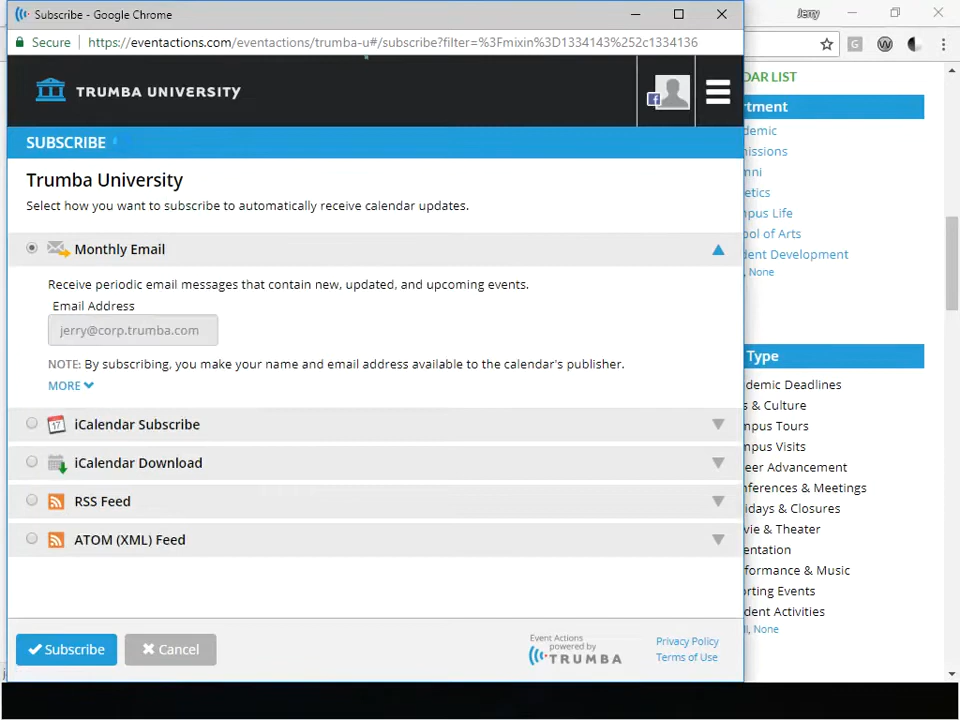 Subscribe - Google Chrome
Jerry
Secure
https://eventactions.com/eventactions/trumba-u#/subscribe?filter=%3Fmixin%3D1334143%252c1334136
TRUMBA UNIVERSITY
SUBSCRIBE
Trumba University
Select how you want to subscribe to automatically receive calendar updates.
Monthly Email
Receive periodic email messages that contain new, updated, and upcoming events.
Email Address
jerry@corp.trumba.com
NOTE: By subscribing, you make your name and email address available to the calendar's publisher.
MORE
17
iCalendar Subscribe
iCalendar Download
RSS Feed
ATOM (XML) Feed
Subscribe
Cancel
Event Actions
powered by
TRUMBA
Privacy Policy
Terms of Use
DAR LIST
rtment
demic
nissions
nni
etics
npus Life
ool of Arts
dent Development
, None
Type
demic Deadlines
s & Culture
mpus Tours
mpus Visits
eer Advancement
nferences & Meetings
idays & Closures
vie & Theater
entation
formance & Music
orting Events
dent Activities
ll, None